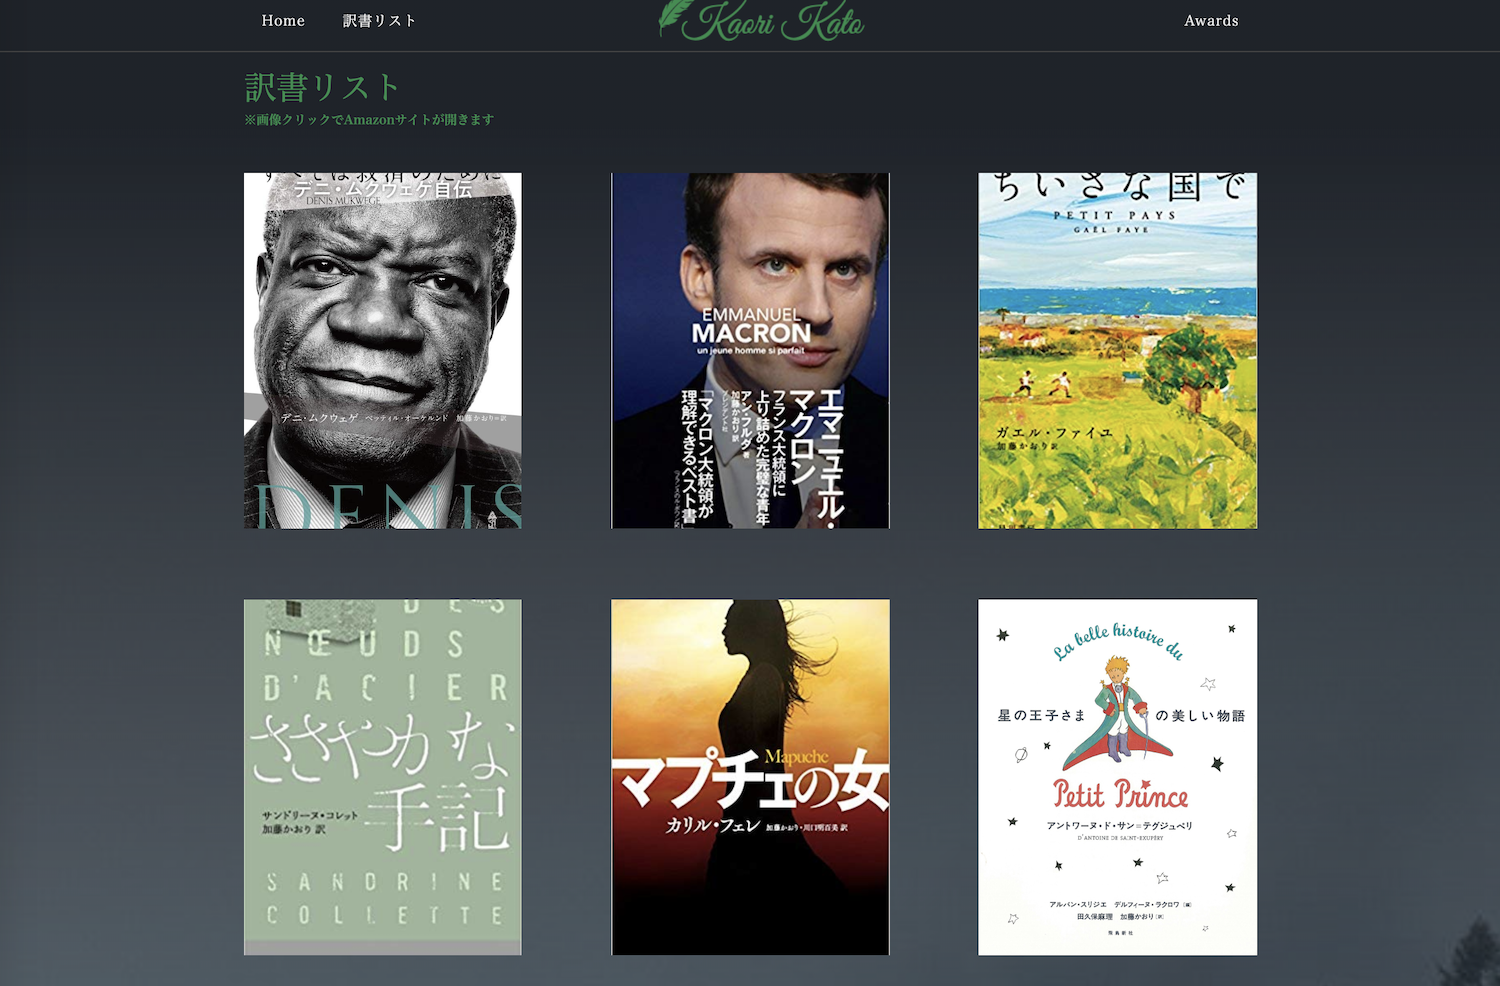 Home
訳書リスト
Kaori Kato
Awards
訳書リスト
※画像クリックでAmazonサイトが開きます
すべては救済のために
デニ・ムクウェゲ自伝
DENIS MUKWEGE
デニ・ムクウェゲ ベッティル・オーケルンド 加藤かおり訳
DENIS
EMMANUEL
MACRON
un jeune homme si parfait
エマニュエル・
マクロン
フランス大統領に
上り詰めた完璧な青年
アン・フルダ 著
加藤かおり 訳
プレジデント社
「マクロン大統領が
理解できるベスト書」
ちいさな国で
PETIT PAYS
GAËL FAYE
ガエル・ファイユ
加藤かおり 訳
DES
NŒUDS
D'ACIER
ささやかな
手記
サンドリーヌ・コレット
加藤かおり 訳
SANDRINE
COLLETTE
Mapuche
マプチェの女
カリル・フェレ 加藤かおり・川口明百美 訳
La belle histoire du
星の王子さま の美しい物語
Petit Prince
アントワーヌ・ド・サン=テグジュペリ
D'ANTOINE DE SAINT-EXUPÉRY
アルバン・スリジエ デルフィーヌ・ラクロワ [編]
田久保麻理 加藤かおり [訳]
飛鳥新社